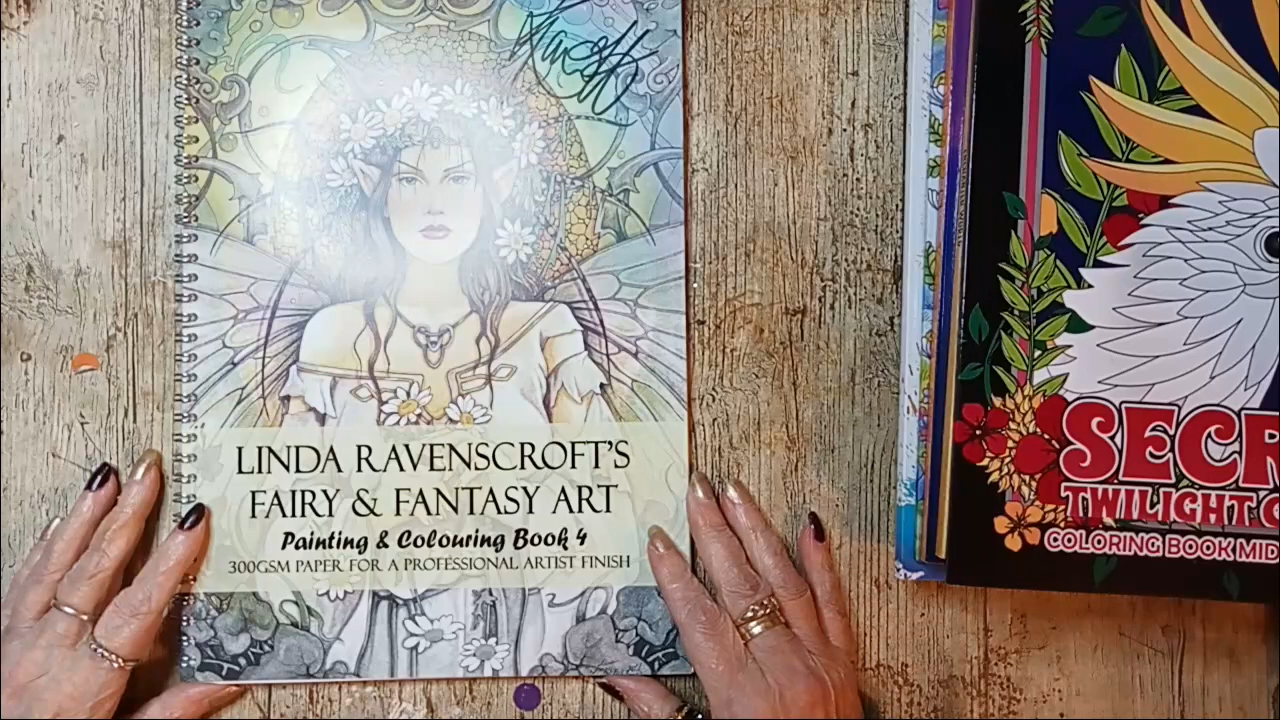 LINDA RAVENSCROFT'S
FAIRY & FANTASY ART
Painting & Colouring Book 4
300GSM PAPER FOR A PROFESSIONAL ARTIST FINISH
SECR
TWILIGHT G
COLORING BOOK MID